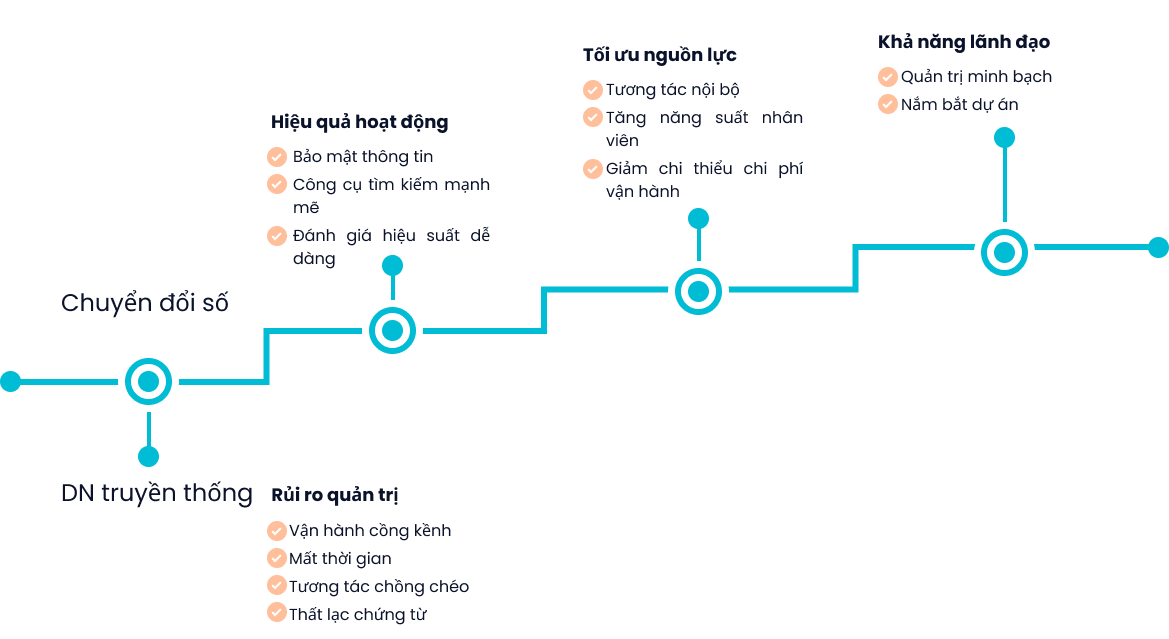 Khả năng lãnh đạo
Quản trị minh bạch
Nắm bắt dự án
Tối ưu nguồn lực
Tương tác nội bộ
Tăng năng suất nhân
viên
Giảm chi thiểu chi phí
vận hành
Hiệu quả hoạt động
Bảo mật thông tin
Công cụ tìm kiếm mạnh
mẽ
Đánh giá hiệu suất dễ
dàng
Chuyển đổi số
DN truyền thống
Rủi ro quản trị
Vận hành cồng kềnh
Mất thời gian
Tương tác chồng chéo
Thất lạc chứng từ